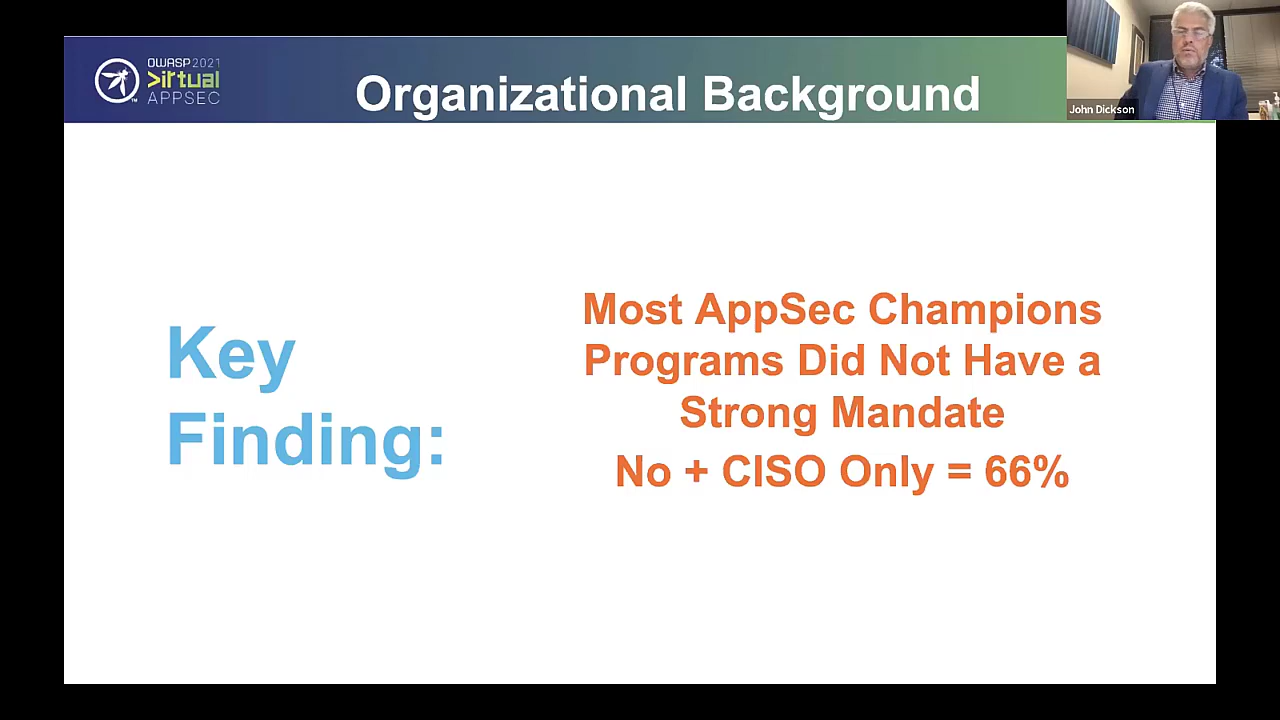 OWASP 2021
>irtual
APPSEC
Organizational Background
John Dickson
Key
Finding:
Most AppSec Champions
Programs Did Not Have a
Strong Mandate
No + CISO Only = 66%